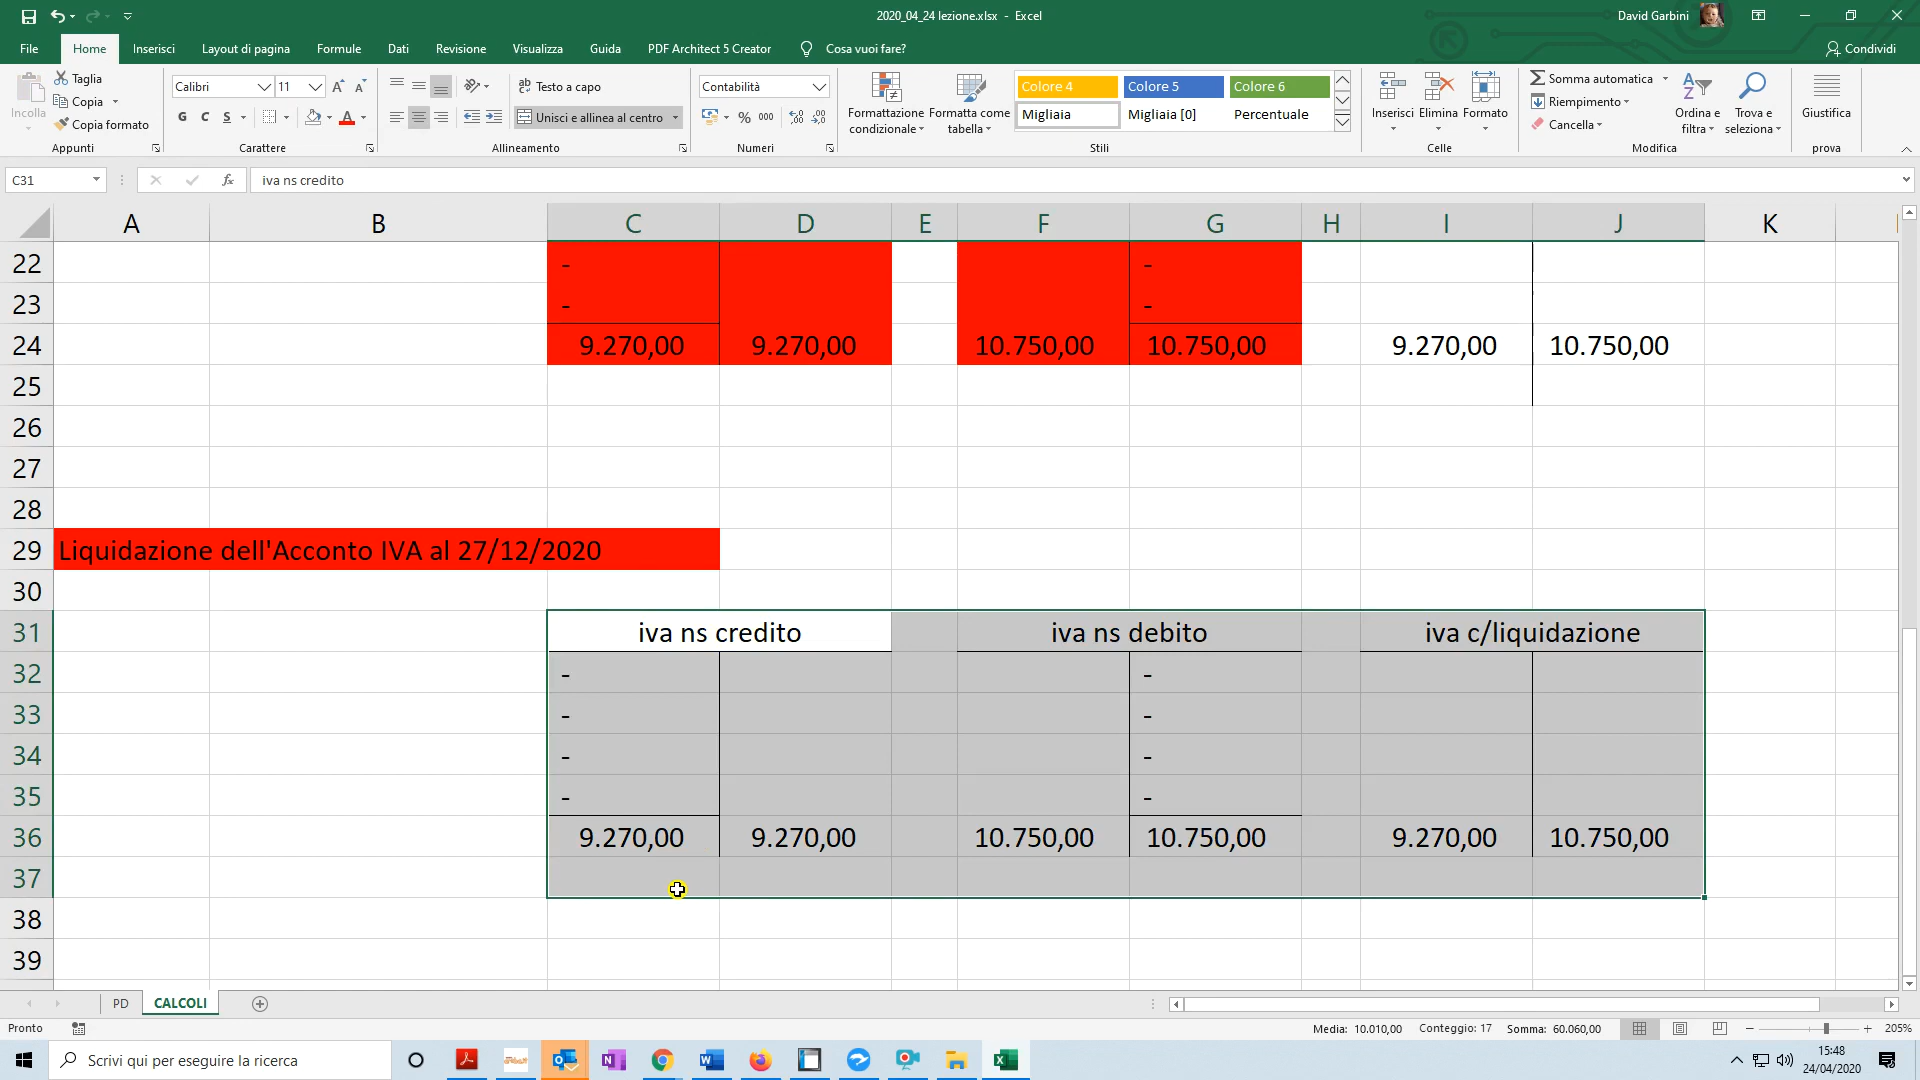 2020_04_24 lezione.xlsx - Excel
David Garbini
File Home Inserisci Layout di pagina Formule Dati Revisione Visualizza Guida PDF Architect 5 Creator Cosa vuoi fare? Condividi
Incolla
Taglia
Copia
Copia formato
Appunti
Calibri 11
G C S
Carattere
Testo a capo
Unisci e allinea al centro
Allineamento
Contabilità
% 000
Numeri
Formattazione condizionale
Formatta come tabella
Colore 4 Colore 5 Colore 6
Migliaia Migliaia [0] Percentuale
Stili
Inserisci Elimina Formato
Celle
Somma automatica
Riempimento
Cancella
Ordina e filtra
Trova e seleziona
Modifica
Giustifica
prova
C31 fx iva ns credito
A B C D E F G H I J K
22 - -
23 - -
24 9.270,00 9.270,00 10.750,00 10.750,00 9.270,00 10.750,00
25
26
27
28
29 Liquidazione dell'Acconto IVA al 27/12/2020
30
31 iva ns credito iva ns debito iva c/liquidazione
32 - -
33 - -
34 - -
35 - -
36 9.270,00 9.270,00 10.750,00 10.750,00 9.270,00 10.750,00
37
38
39
PD CALCOLI
Pronto Media: 10.010,00 Conteggio: 17 Somma: 60.060,00 205%
Scrivi qui per eseguire la ricerca
15:48
24/04/2020